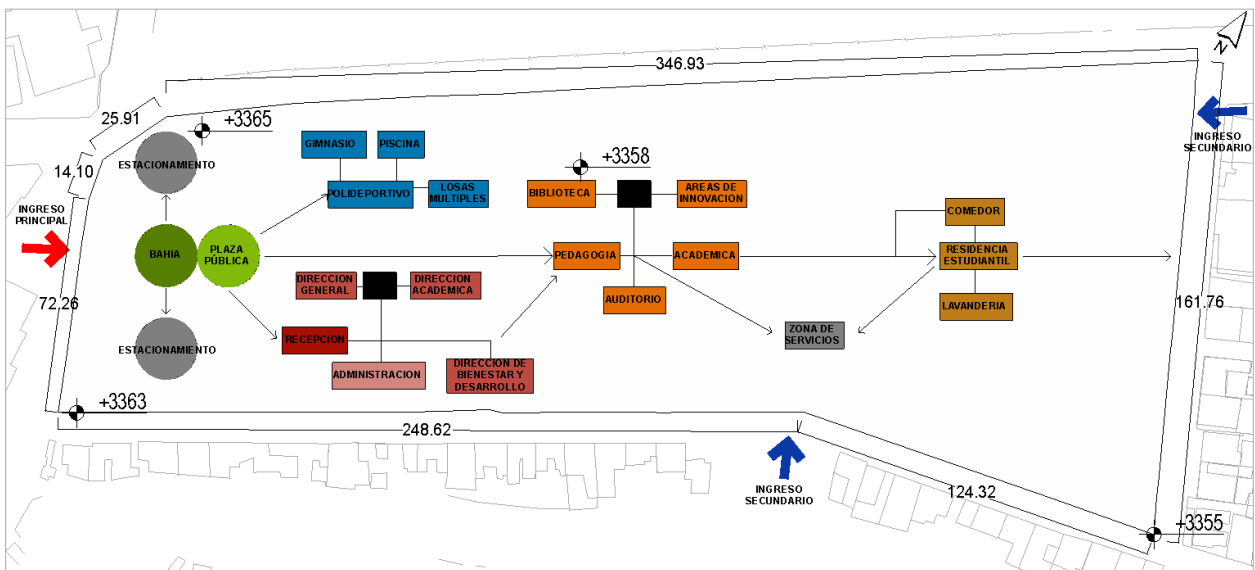 346.93
N
25.91
+3365
INGRESO
SECUNDARIO
GIMNASIO
PISCINA
+3358
ESTACIONAMIENTO
14.10
POLIDEPORTIVO
LOSAS
MULTIPLES
BIBLIOTECA
AREAS DE
INNOVACION
INGRESO
PRINCIPAL
COMEDOR
BAHIA
PLAZA
PÚBLICA
PEDAGOGIA
ACADEMICA
RESIDENCIA
ESTUDIANTIL
DIRECCION
GENERAL
DIRECCION
ACADEMICA
AUDITORIO
LAVANDERIA
72.26
161.76
ESTACIONAMIENTO
RECEPCION
ZONA DE
SERVICIOS
ADMINISTRACION
DIRECCION DE
BIENESTAR Y
DESARROLLO
+3363
248.62
INGRESO
SECUNDARIO
124.32
+3355